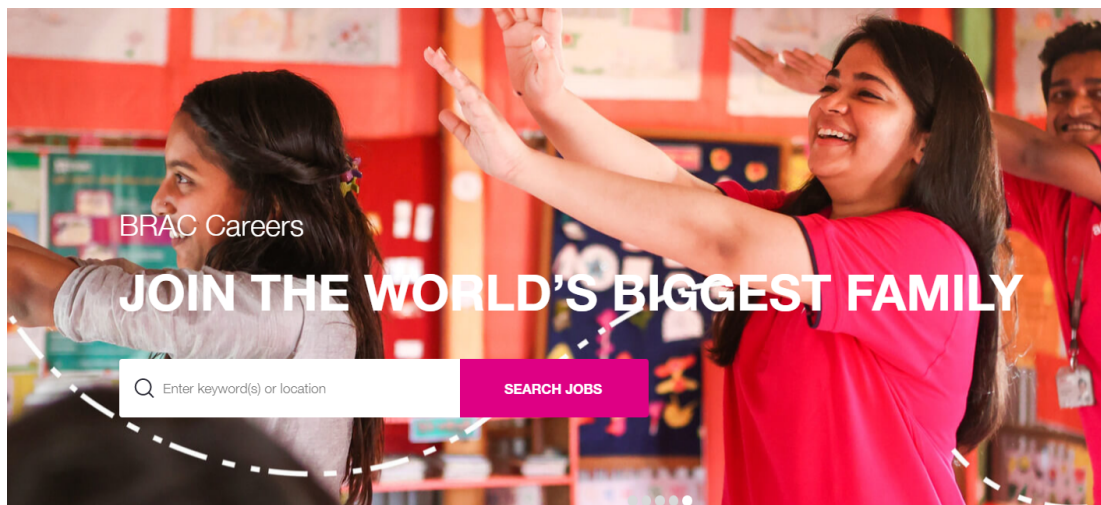 BRAC Careers
JOIN THE WORLD'S BIGGEST FAMILY
Enter keyword(s) or location
SEARCH JOBS